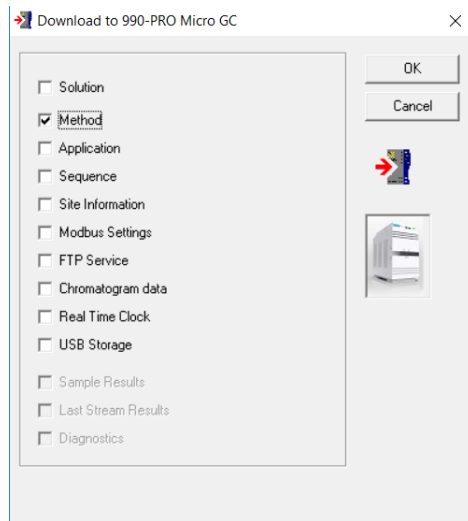 Download to 990-PRO Micro GC
OK
Cancel
Solution
Method
Application
Sequence
Site Information
Modbus Settings
FTP Service
Chromatogram data
Real Time Clock
USB Storage
Sample Results
Last Stream Results
Diagnostics